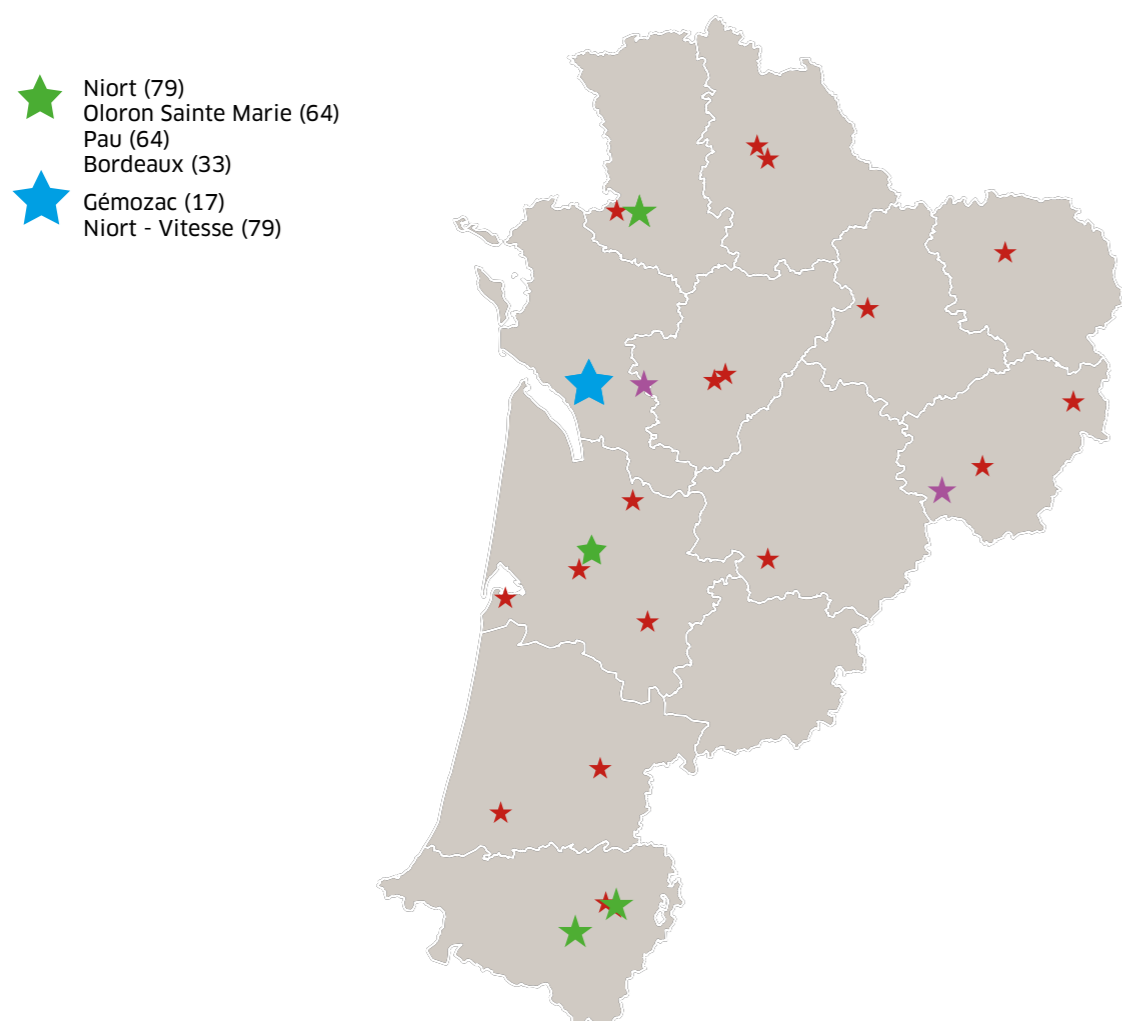 Niort (79)
Oloron Sainte Marie (64)
Pau (64)
Bordeaux (33)
Gémozac (17)
Niort - Vitesse (79)